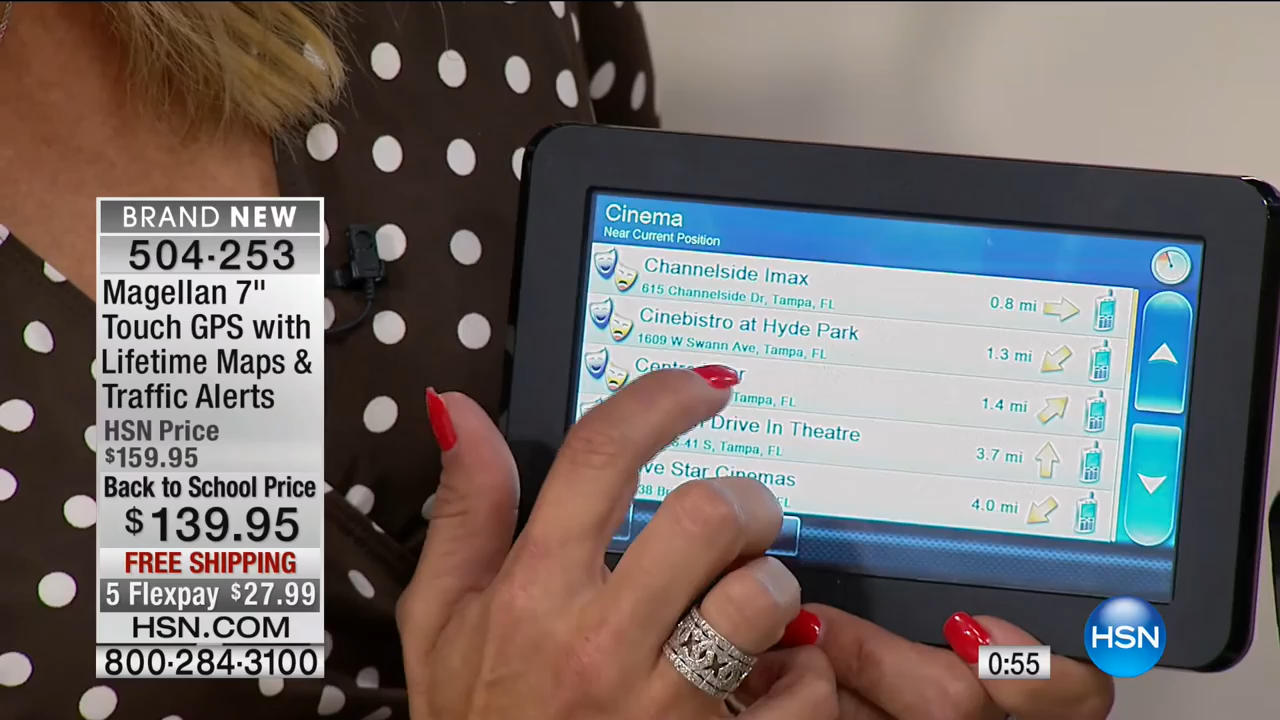 BRAND NEW
504-253
Magellan 7"
Touch GPS with
Lifetime Maps &
Traffic Alerts
HSN Price
$159.95
Back to School Price
$139.95
FREE SHIPPING
5 Flexpay $27.99
HSN.COM
800-284-3100
Cinema
Near Current Position
Channelside Imax
615 Channelside Dr, Tampa, FL
0.8 mi
Cinebistro at Hyde Park
1609 W Swann Ave, Tampa, FL
1.3 mi
Tampa, FL
1.4 mi
Drive In Theatre
41 S, Tampa, FL
3.7 mi
Star Cinemas
4.0 mi
HSN
0:55